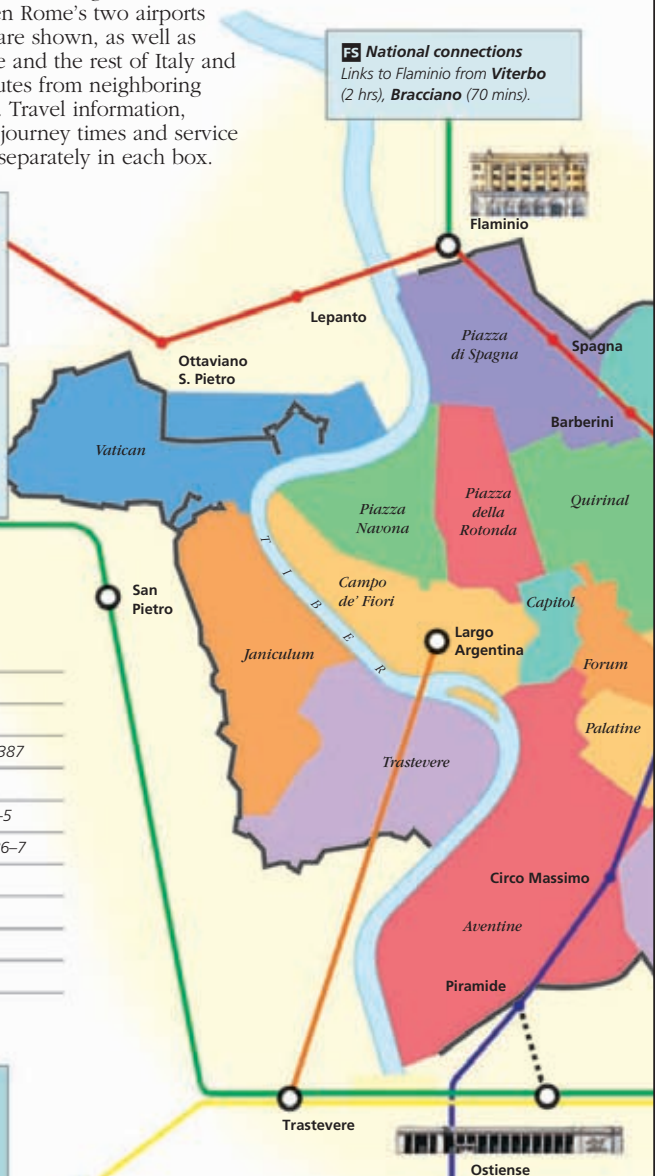 en Rome's two airports
are shown, as well as
e and the rest of Italy and
utes from neighboring
. Travel information,
journey times and service
separately in each box.
FS National connections
Links to Flaminio from Viterbo
(2 hrs), Bracciano (70 mins).
Flaminio
Lepanto
Ottaviano
S. Pietro
Piazza
di Spagna
Spagna
Barberini
Vatican
Piazza
Navona
Piazza
della
Rotonda
Quirinal
San
Pietro
TIBER
Campo
de' Fiori
Capitol
Largo
Argentina
Janiculum
Forum
Palatine
387
Trastevere
–5
6–7
Circo Massimo
Aventine
Piramide
Trastevere
Ostiense